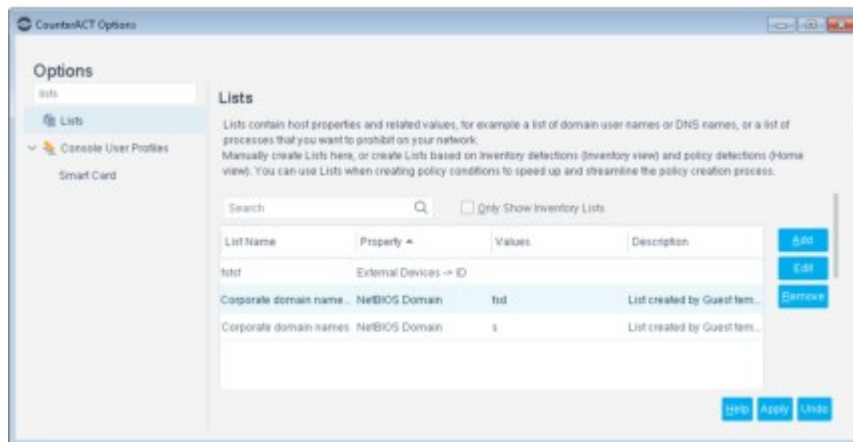 CounterACT Options
Options
lists
Lists
Console User Profiles
Smart Card
Lists
Lists contain host properties and related values, for example a list of domain user names or DNS names, or a list of
processes that you want to prohibit on your network.
Manually create Lists here, or create Lists based on Inventory detections (Inventory view) and policy detections (Home
view). You can use Lists when creating policy conditions to speed up and streamline the policy creation process.
Search
Only Show Inventory Lists
List Name Property Values Description
External Devices -> ID
Corporate domain name... NetBIOS Domain List created by Guest tem...
Corporate domain names NetBIOS Domain s List created by Guest tem...
Add
Edit
Remove
Help Apply Undo